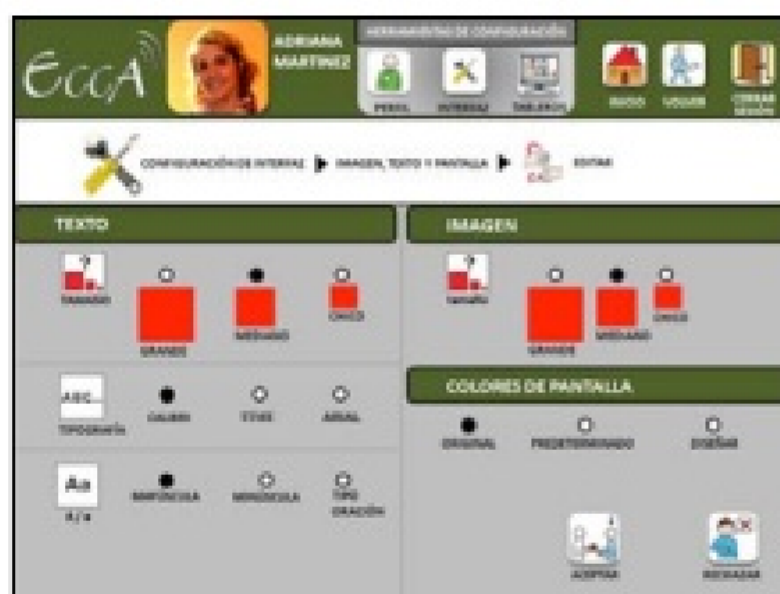 ECCA
ADRIANA
MARTINEZ
HERRAMIENTAS DE CONFIGURACIÓN
PERFIL
INTERFAZ
TABLEROS
INICIO
VOLVER
CERRAR
SESIÓN
CONFIGURACIÓN DE INTERFAZ
IMAGEN, TEXTO Y PANTALLA
EDITAR
TEXTO
?
TAMAÑO
GRANDE
MEDIANO
CHICO
ABC...
TIPOGRAFÍA
CALIBRI
ARIAL
Aa
A/a
MAYÚSCULA
MINÚSCULA
TIPO
ORACIÓN
IMAGEN
?
tamaño
GRANDE
MEDIANO
CHICO
COLORES DE PANTALLA
ORIGINAL
PREDETERMINADO
DISEÑAR
ACEPTAR
RECHAZAR